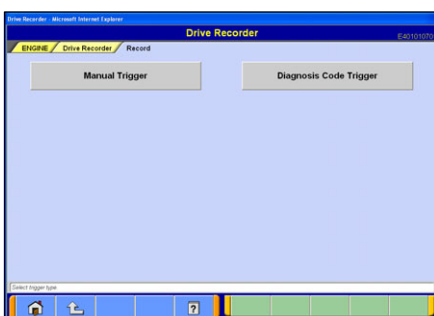 Drive Recorder - Microsoft Internet Explorer
Drive Recorder
E40101070
ENGINE Drive Recorder Record
Manual Trigger Diagnosis Code Trigger
Select trigger type
?